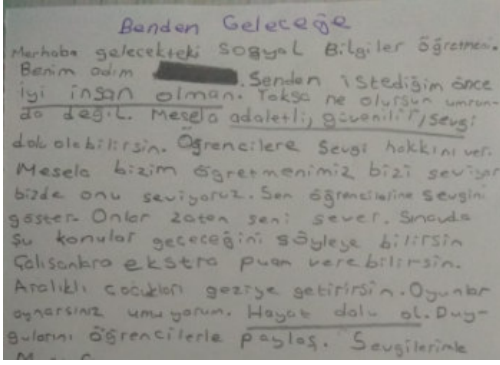 Benden Geleceğe
Merhaba gelecekteki Sosyal Bilgiler öğretmeni.
Benim adım . Senden istediğim önce
iyi insan olman. Yoksa ne olursun umrum-
da değil. Mesela adaletli, güvenilir, sevgi
dolu olabilirsin. Öğrencilere sevgi hakkını ver.
Mesela bizim öğretmenimiz bizi seviyor
bizde onu seviyoruz. Sen öğrencilerine sevgini
göster. Onlar zaten seni sever. Sınavda
şu konular geçeceğini söyleye bilirsin
Çalışanlara ekstra puan verebilirsin.
Aralıklı çocukları geziye getirirsin. Oyunlar
oynarsınız umuyorum. Hayat dolu ol. Duy-
gularını öğrencilerle paylaş. Sevgilerimle